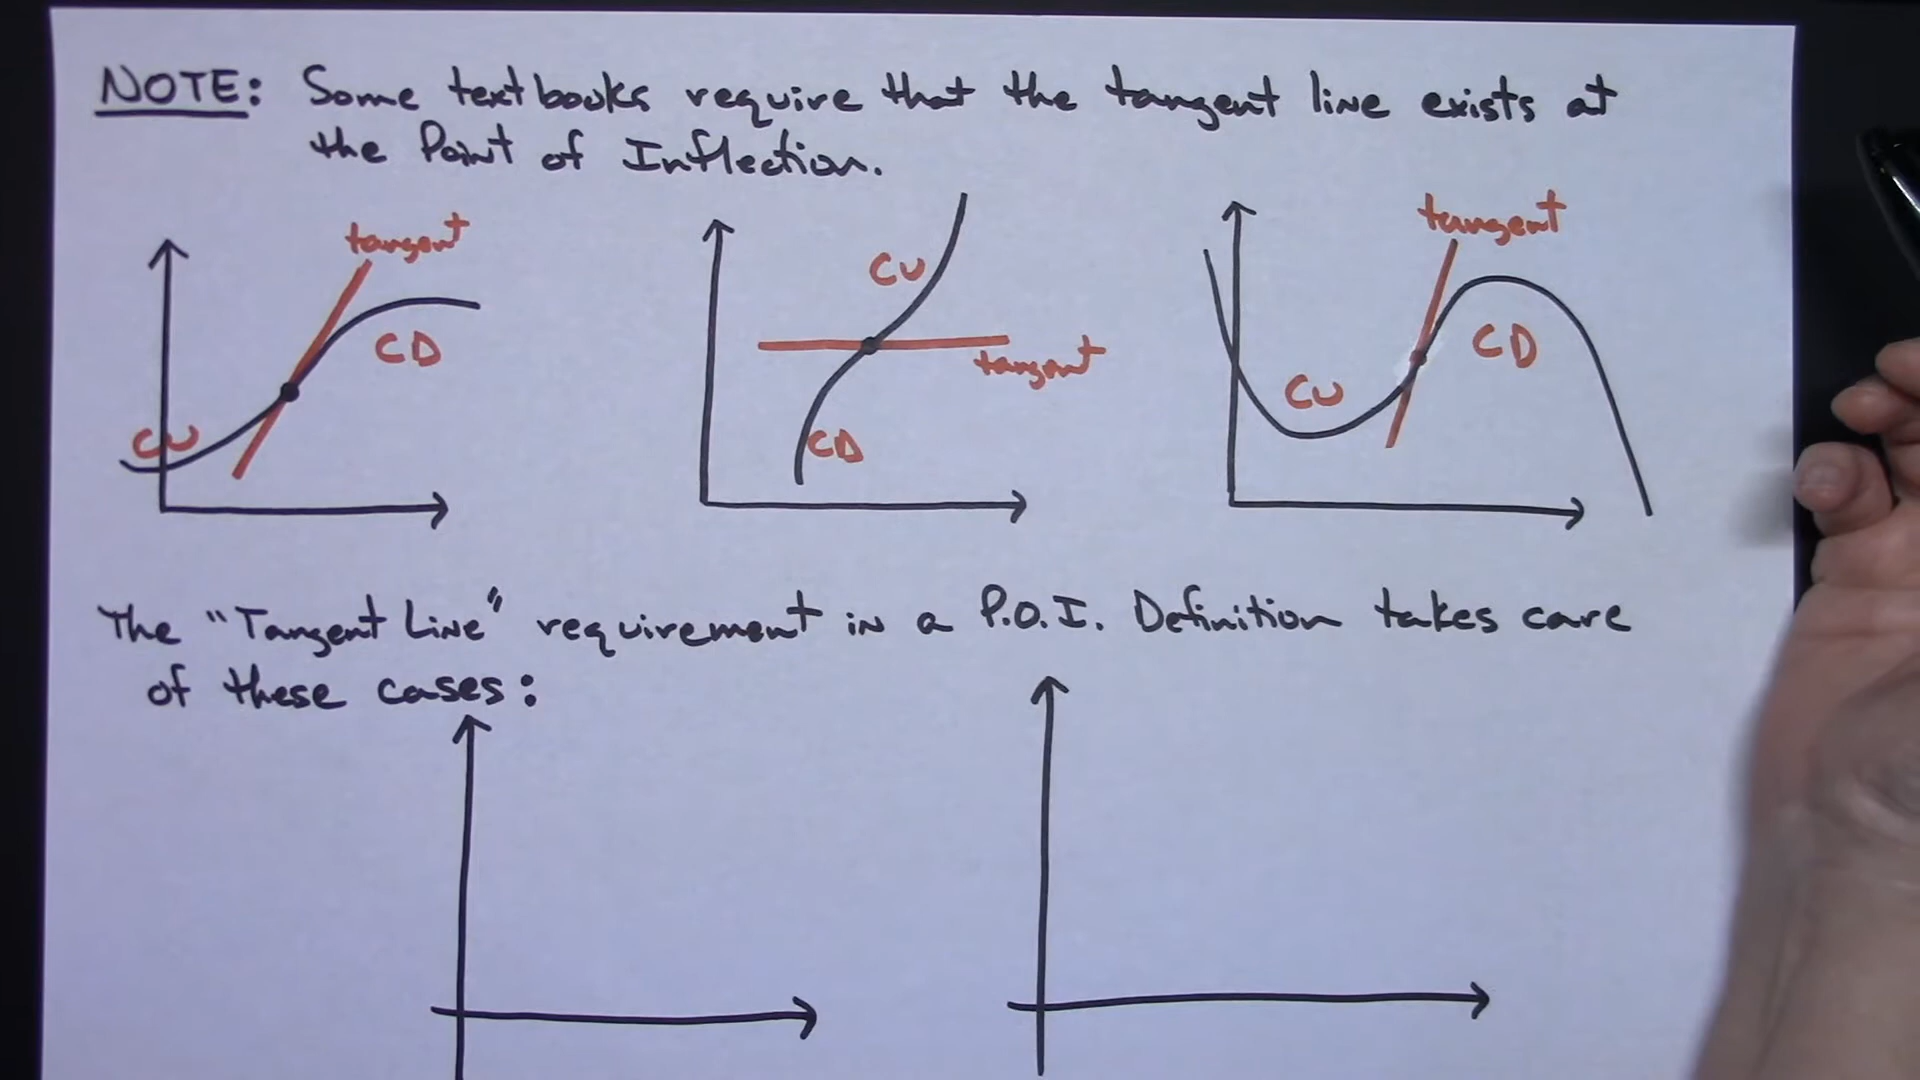 NOTE: Some textbooks require that the tangent line exists at
the Point of Inflection.
tangent
CD
CU
CU
tangent
CD
tangent
CD
CU
The "Tangent Line" requirement in a P.O.I. Definition takes care
of these cases: